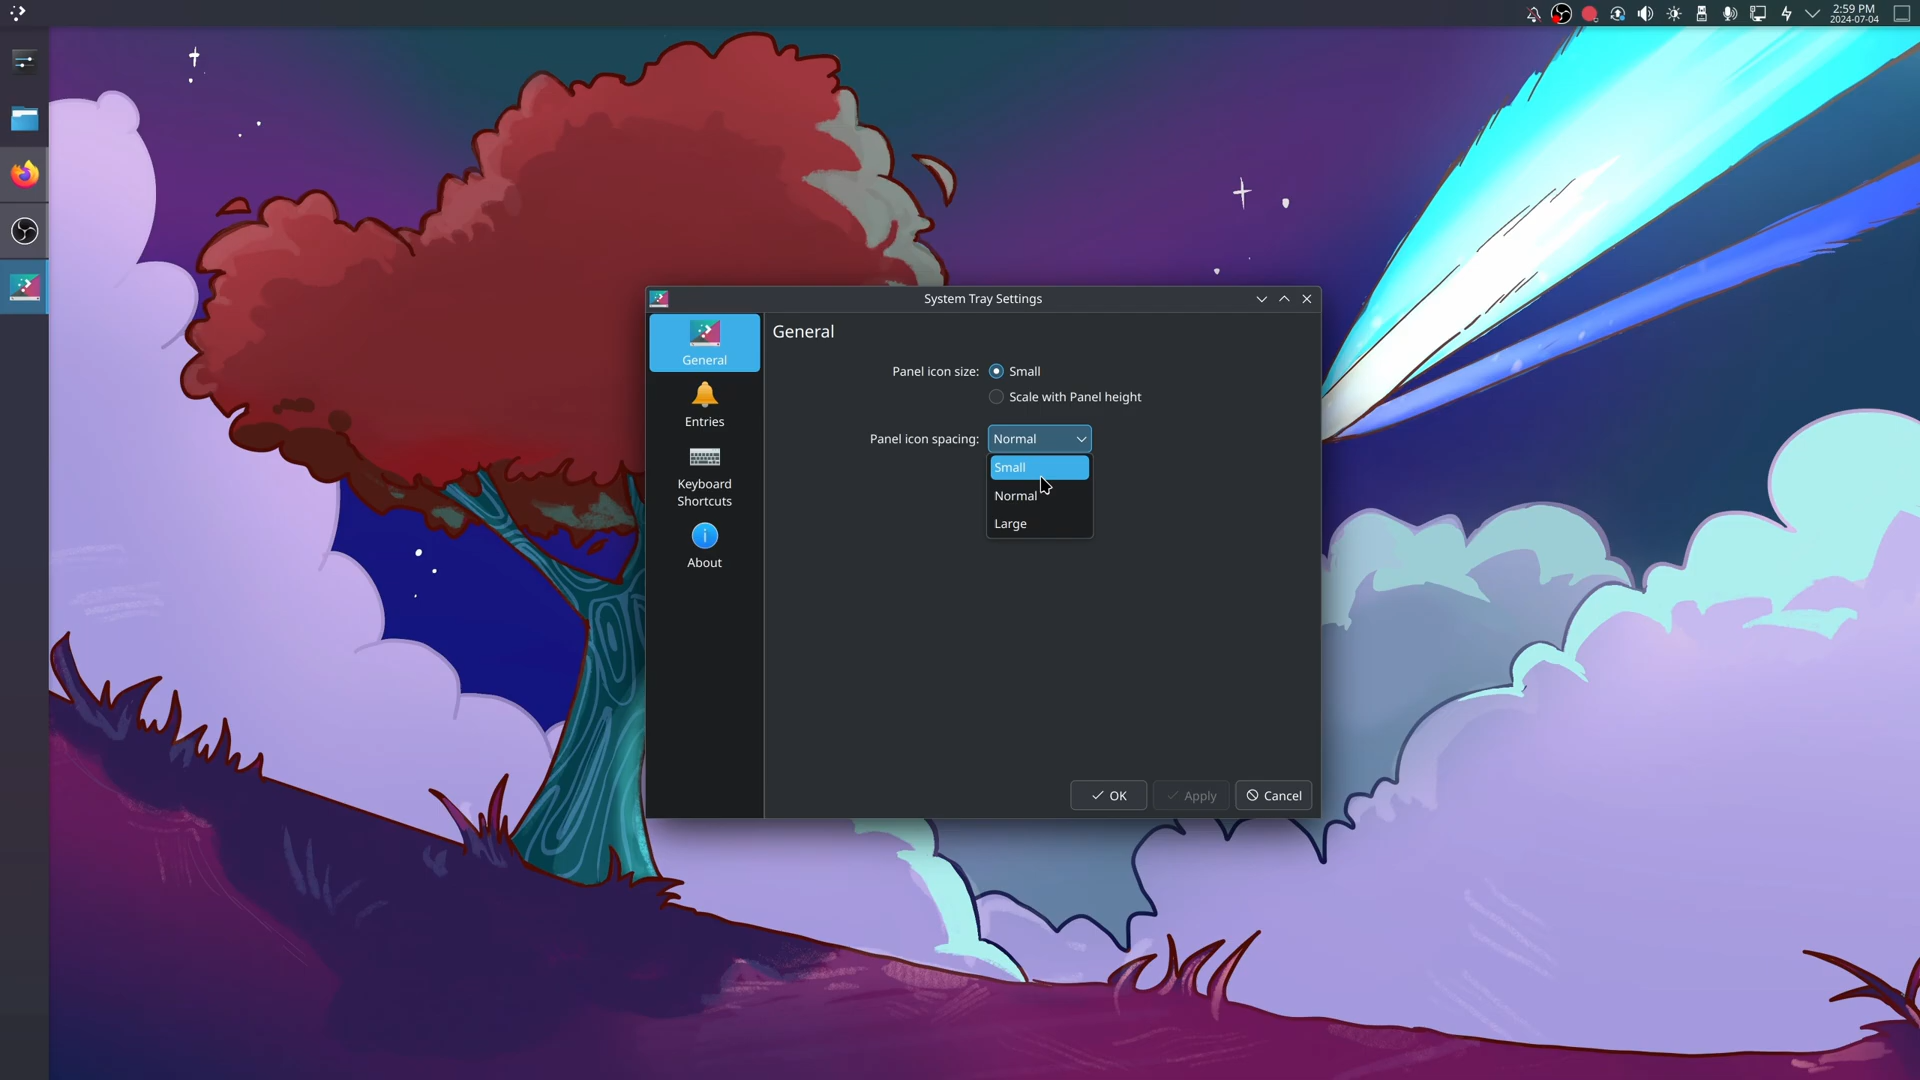 2:59 PM
2024-07-04
System Tray Settings
General
General
Panel icon size: Small
Scale with Panel height
Entries
Panel icon spacing: Normal
Small
Keyboard
Shortcuts
Normal
Large
About
OK Apply Cancel